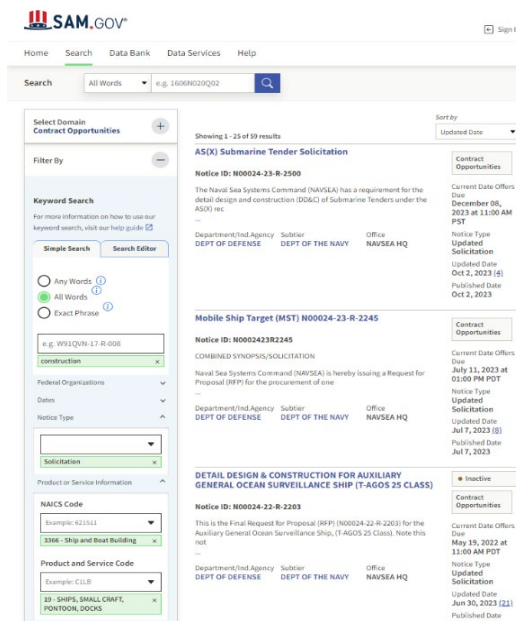 SAM.GOV®
Sign I
Home Search Data Bank Data Services Help
Search All Words e.g. 1606N020Q02
Select Domain
Contract Opportunities
Filter By
Keyword Search
For more information on how to use our
keyword search, visit our help guide
Simple Search Search Editor
Any Words
All Words
Exact Phrase
e.g. W91QVN-17-R-008
construction ×
Federal Organizations
Dates
Notice Type
Solicitation ×
Product or Service Information
NAICS Code
Example: 621511
3366 - Ship and Boat Building ×
Product and Service Code
Example: C1LB
19 - SHIPS, SMALL CRAFT, ×
PONTOON, DOCKS
Sort by
Showing 1 - 25 of 59 results
Updated Date
AS(X) Submarine Tender Solicitation
Notice ID: N00024-23-R-2500
The Naval Sea Systems Command (NAVSEA) has a requirement for the
detail design and construction (DD&C) of Submarine Tenders under the
AS(X) rec
...
Department/Ind.Agency Subtier Office
DEPT OF DEFENSE DEPT OF THE NAVY NAVSEA HQ
Contract
Opportunities
Current Date Offers
Due
December 08,
2023 at 11:00 AM
PST
Notice Type
Updated
Solicitation
Updated Date
Oct 2, 2023 (4)
Published Date
Oct 2, 2023
Mobile Ship Target (MST) N00024-23-R-2245
Notice ID: N0002423R2245
COMBINED SYNOPSIS/SOLICITATION
Naval Sea Systems Command (NAVSEA) is hereby issuing a Request for
Proposal (RFP) for the procurement of one
...
Department/Ind.Agency Subtier Office
DEPT OF DEFENSE DEPT OF THE NAVY NAVSEA HQ
Contract
Opportunities
Current Date Offers
Due
July 11, 2023 at
01:00 PM PDT
Notice Type
Updated
Solicitation
Updated Date
Jul 7, 2023 (8)
Published Date
Jul 7, 2023
DETAIL DESIGN & CONSTRUCTION FOR AUXILIARY
GENERAL OCEAN SURVEILLANCE SHIP (T-AGOS 25 CLASS)
Notice ID: N00024-22-R-2203
This is the Final Request for Proposal (RFP) (N00024-22-R-2203) for the
Auxiliary General Ocean Surveillance Ship, (T-AGOS 25 Class). Note this
not
...
Department/Ind.Agency Subtier Office
DEPT OF DEFENSE DEPT OF THE NAVY NAVSEA HQ
Inactive
Contract
Opportunities
Current Date Offers
Due
May 19, 2022 at
11:00 AM PDT
Notice Type
Updated
Solicitation
Updated Date
Jun 30, 2023 (21)
Published Date